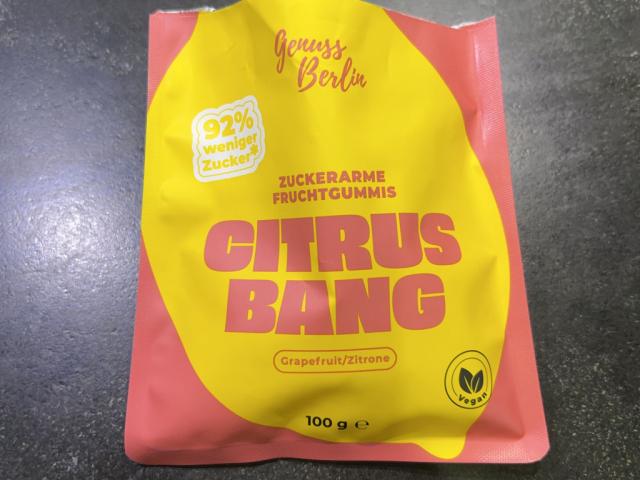 Genuss
Berlin
92%
weniger
Zucker*
ZUCKERARME
FRUCHTGUMMIS
CITRUS
BANG
Grapefruit/Zitrone
Vegan
100 g ℮